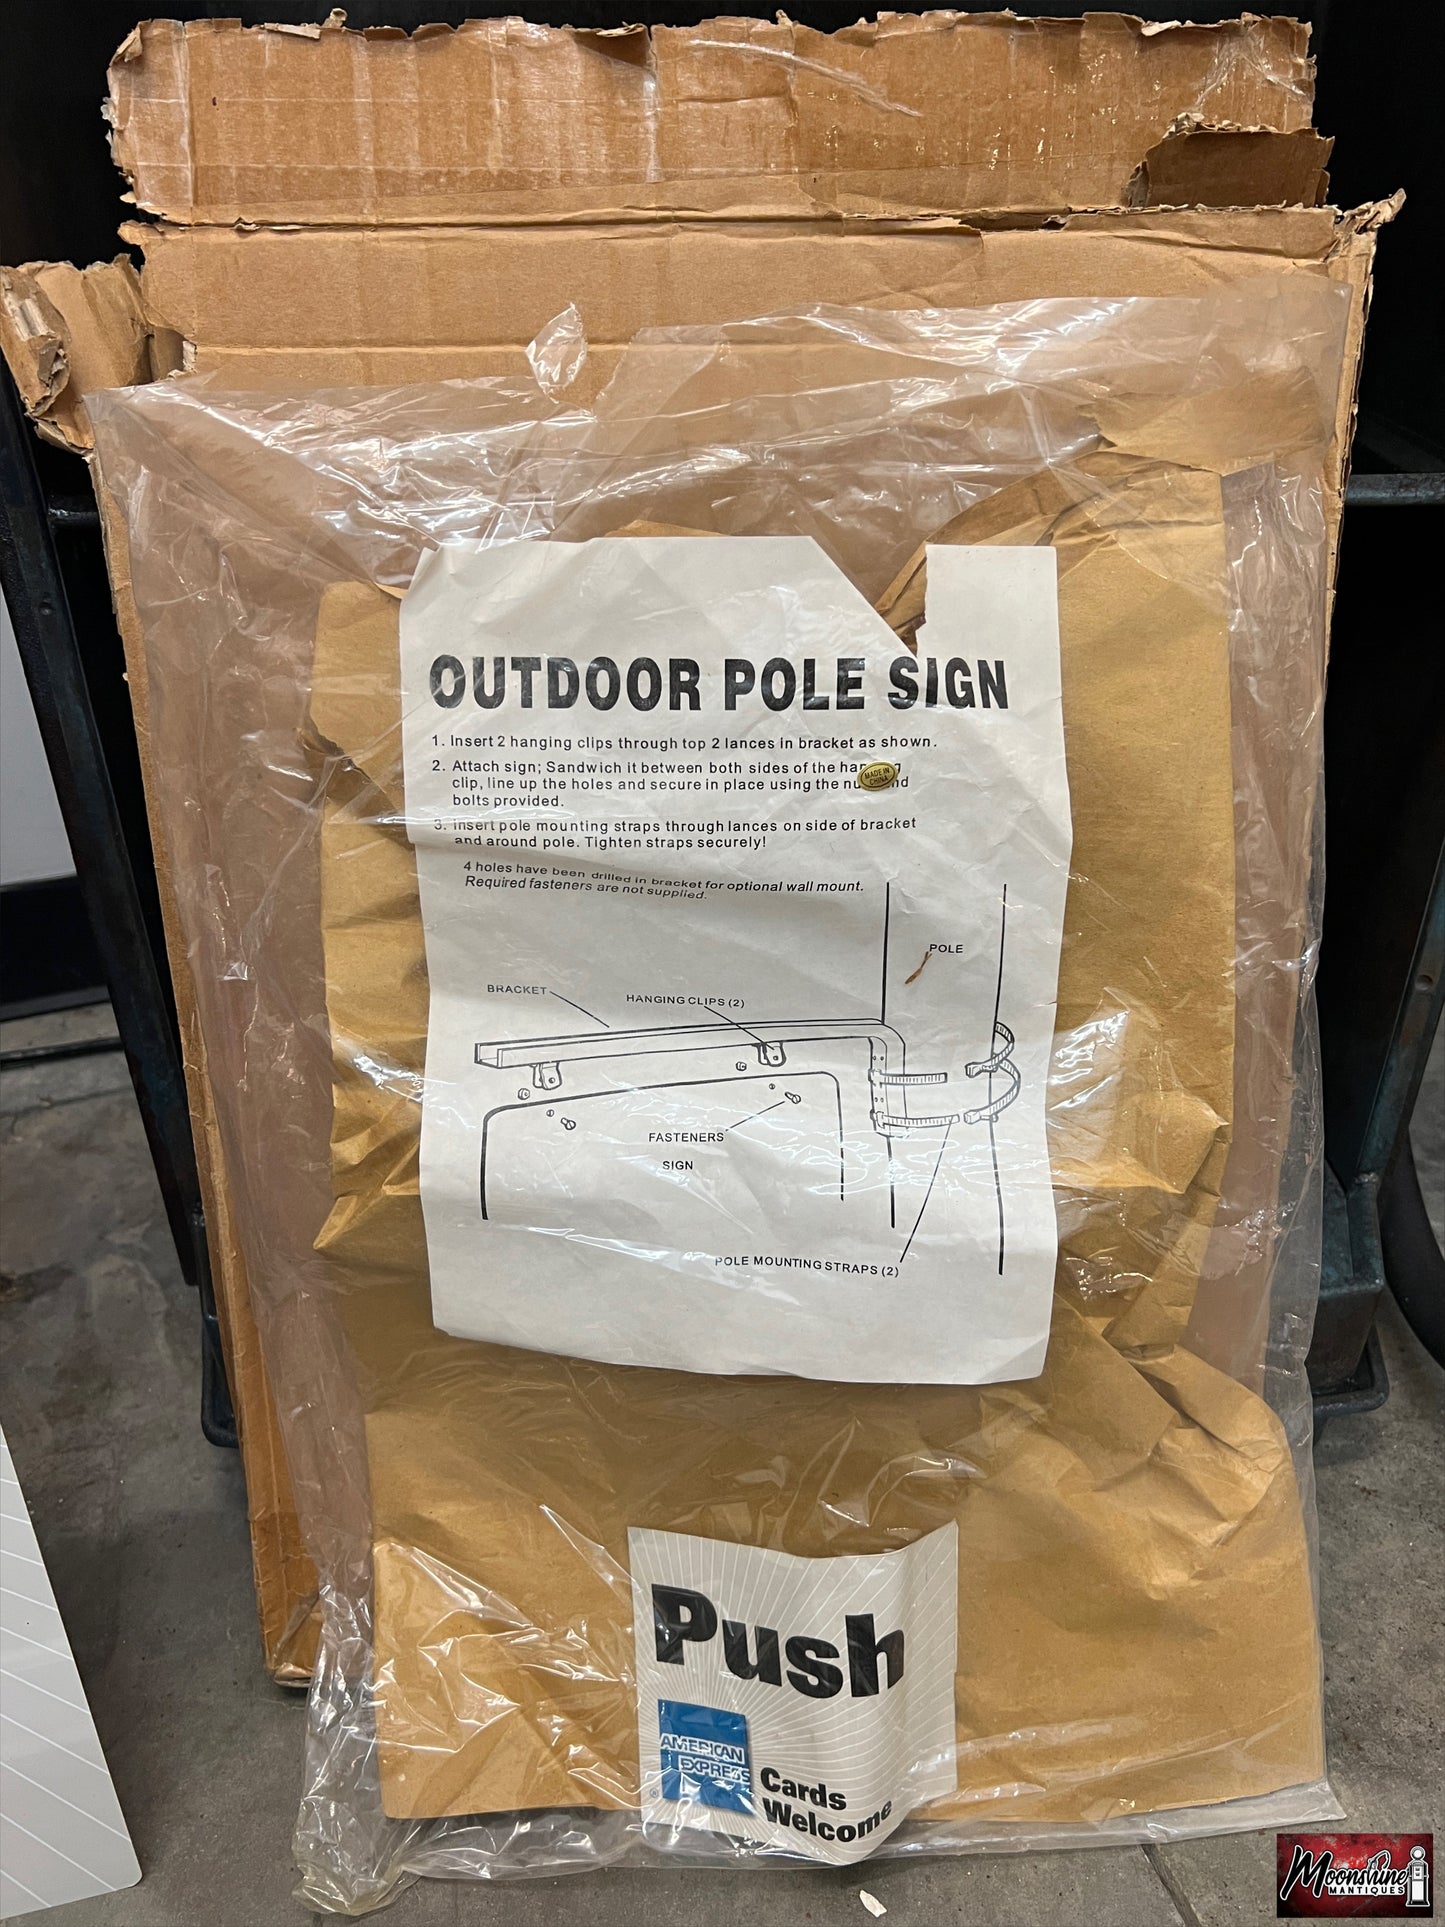 OUTDOOR POLE SIGN
1. Insert 2 hanging clips through top 2 lances in bracket as shown.
2. Attach sign; Sandwich it between both sides of the
clip, line up the holes and secure in place using the
bolts provided.
MADE IN
CHINA
3. Insert pole mounting straps through lances on side of bracket
and around pole. Tighten straps securely!
4 holes have been drilled in bracket for optional wall mount.
Required fasteners are not supplied.
POLE
BRACKET
HANGING CLIPS (2)
FASTENERS
SIGN
POLE MOUNTING STRAPS (2)
Push
AMERICAN
EXPRESS
®
Cards
Welcome
Moonshine
MANTIQUES